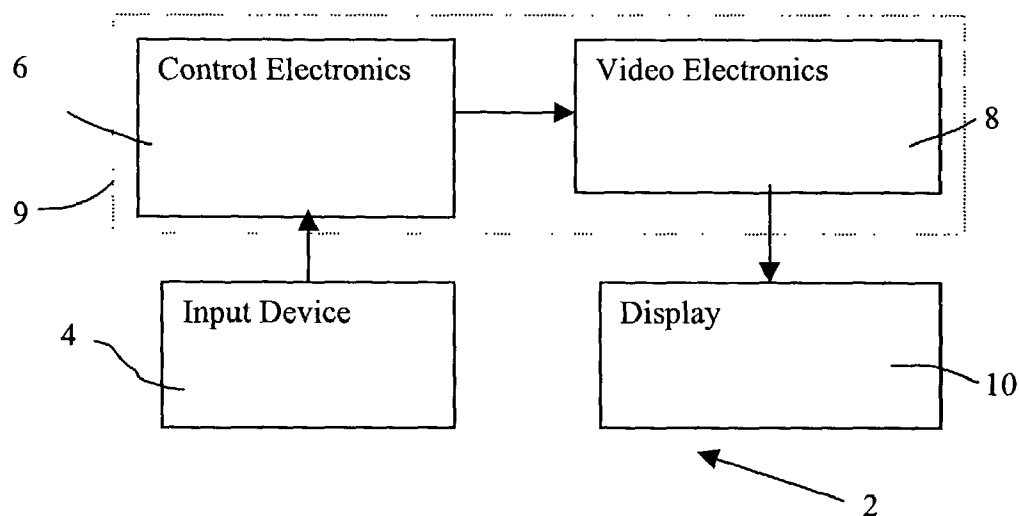 6
Control Electronics
Video Electronics
8
9
Input Device
Display
4
10
2